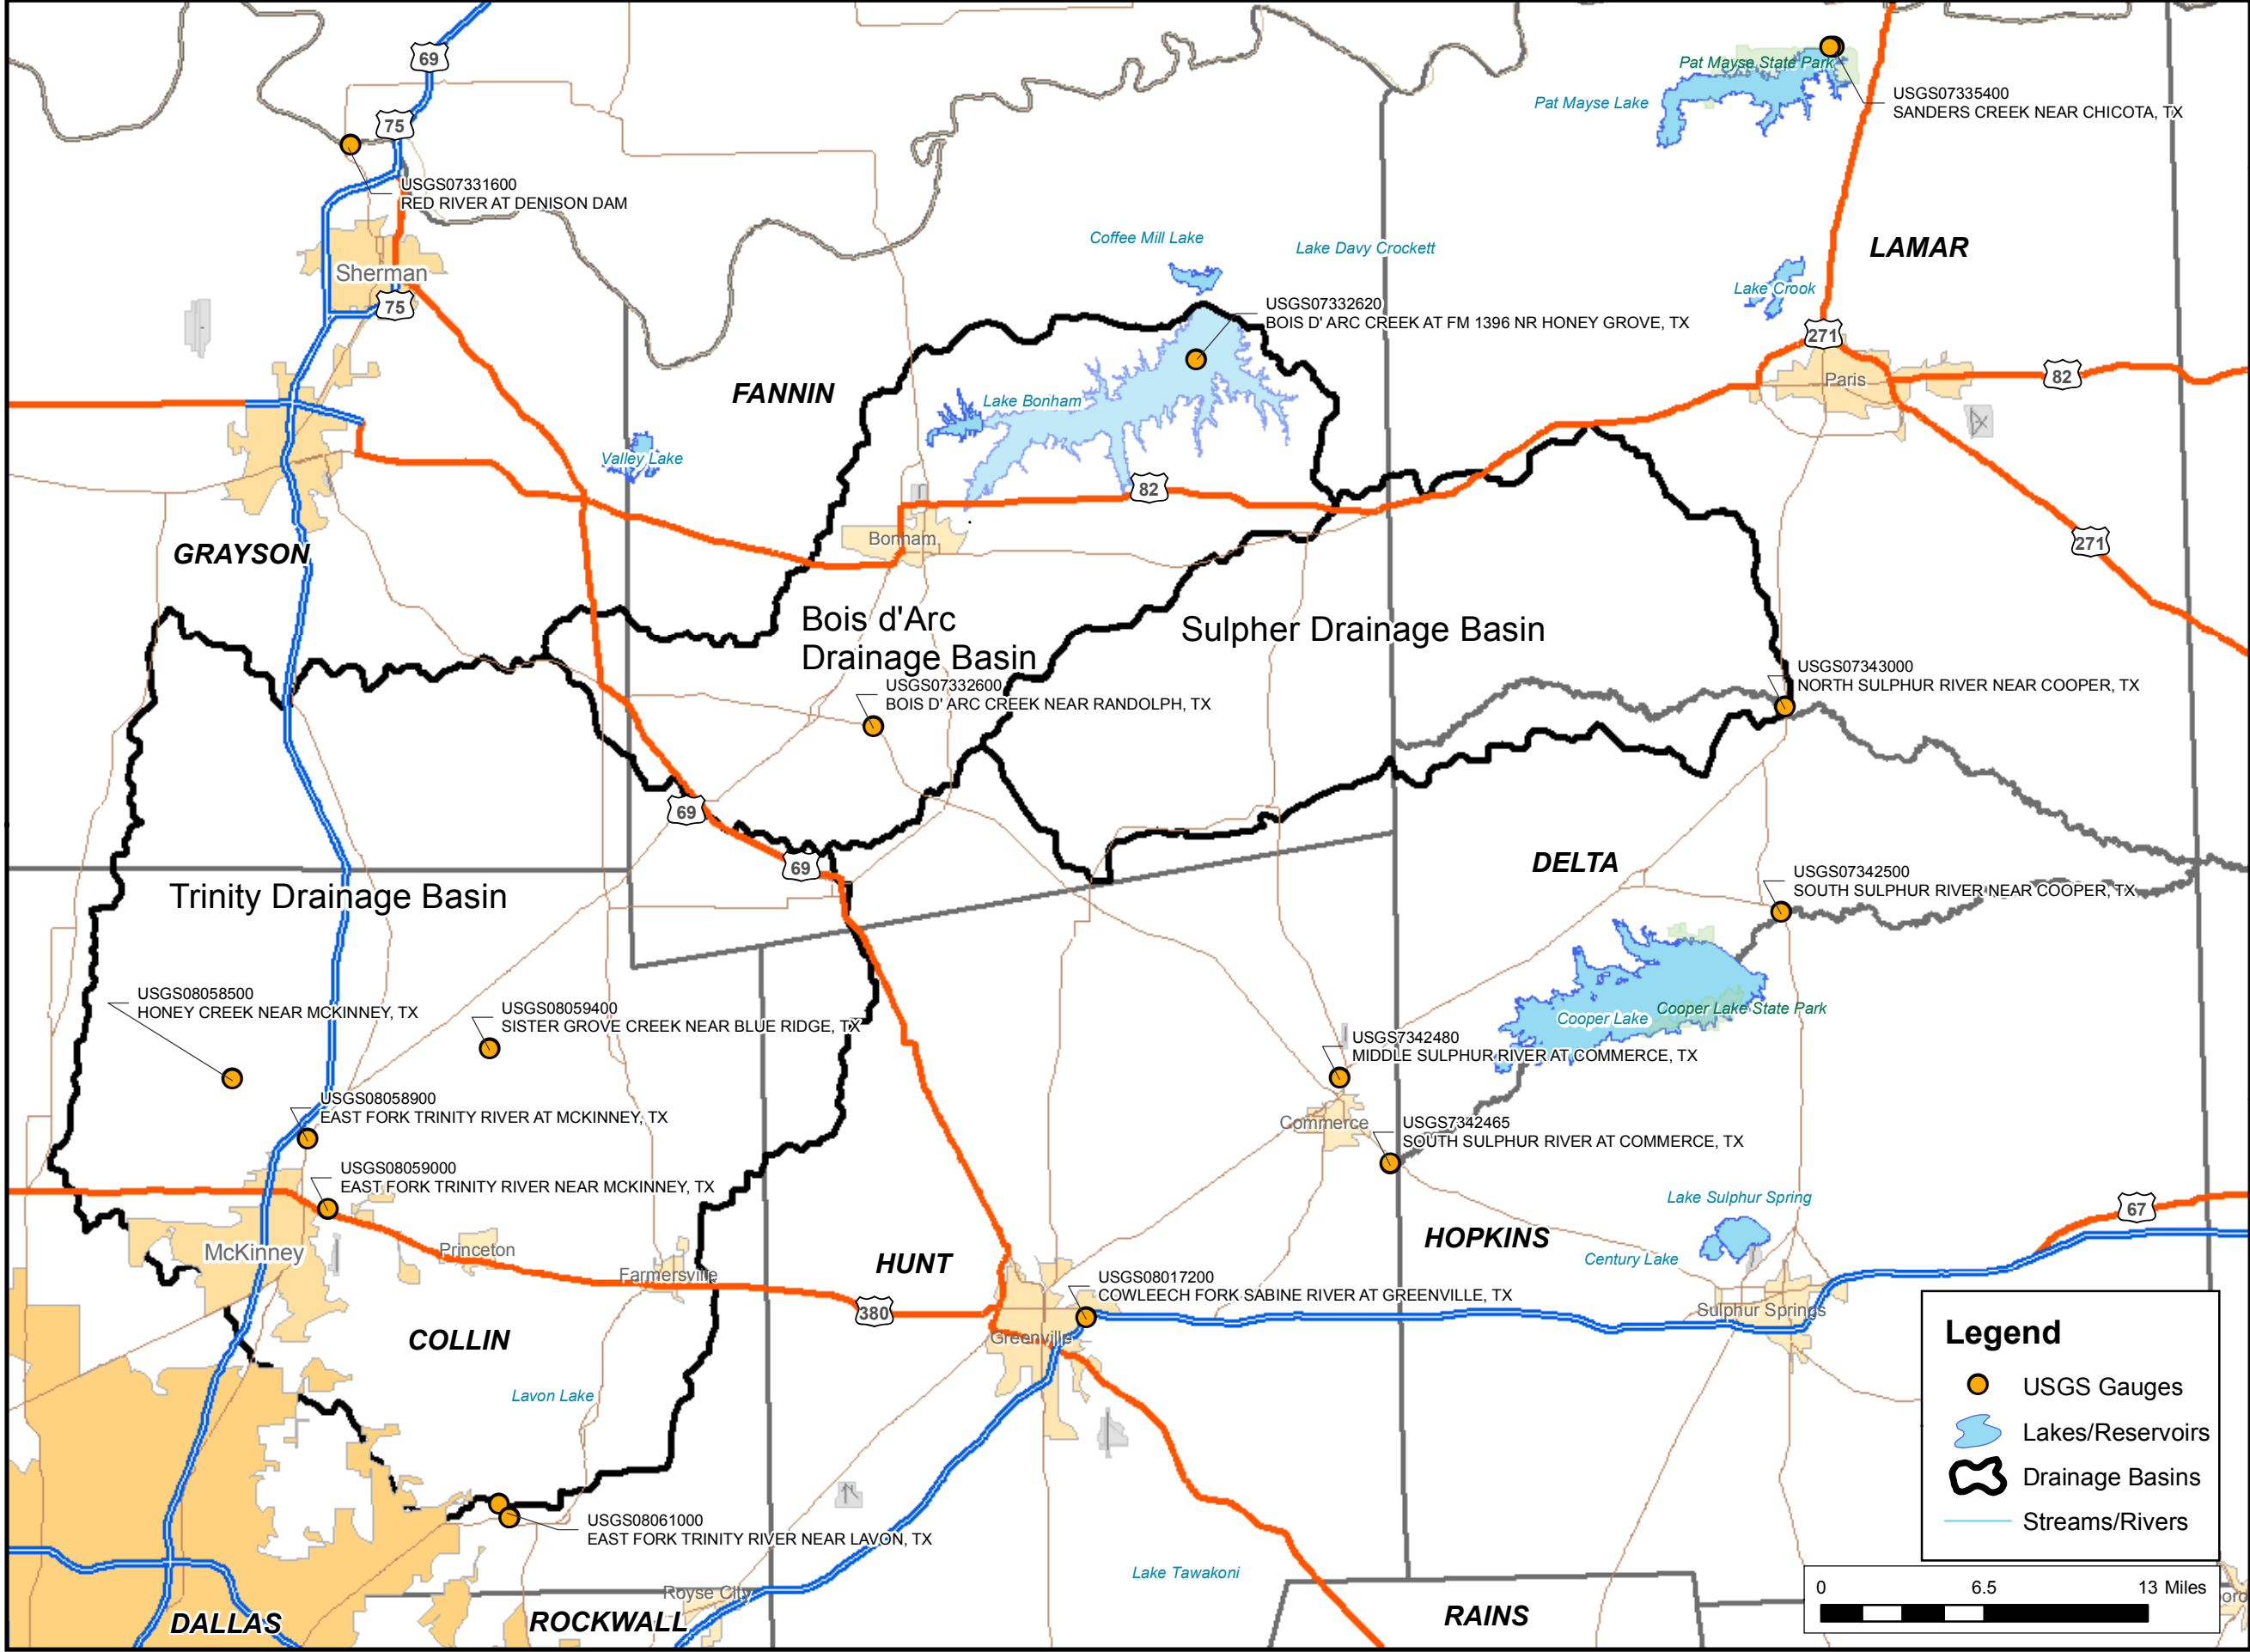 69
Pat Mayse State Park
Pat Mayse Lake
USGS07335400
SANDERS CREEK NEAR CHICOTA, TX
75
USGS07331600
RED RIVER AT DENISON DAM
Coffee Mill Lake
Lake Davy Crockett
LAMAR
Sherman
75
Lake Crook
USGS07332620
BOIS D' ARC CREEK AT FM 1396 NR HONEY GROVE, TX
271
FANNIN
Lake Bonham
Paris
82
Valley Lake
82
Bonham
271
GRAYSON
Bois d'Arc
Drainage Basin
Sulpher Drainage Basin
USGS07332600
BOIS D' ARC CREEK NEAR RANDOLPH, TX
USGS07343000
NORTH SULPHUR RIVER NEAR COOPER, TX
69
69
DELTA
Trinity Drainage Basin
USGS07342500
SOUTH SULPHUR RIVER NEAR COOPER, TX
USGS08058500
HONEY CREEK NEAR MCKINNEY, TX
USGS08059400
SISTER GROVE CREEK NEAR BLUE RIDGE, TX
Cooper Lake
Cooper Lake State Park
USGS7342480
MIDDLE SULPHUR RIVER AT COMMERCE, TX
USGS08058900
EAST FORK TRINITY RIVER AT MCKINNEY, TX
Commerce
USGS7342465
SOUTH SULPHUR RIVER AT COMMERCE, TX
USGS08059000
EAST FORK TRINITY RIVER NEAR MCKINNEY, TX
Lake Sulphur Spring
67
McKinney
Princeton
HUNT
HOPKINS
Century Lake
Farmersville
USGS08017200
COWLEECH FORK SABINE RIVER AT GREENVILLE, TX
380
Sulphur Springs
Greenville
COLLIN
Lavon Lake
Legend
USGS Gauges
Lakes/Reservoirs
Drainage Basins
Streams/Rivers
USGS08061000
EAST FORK TRINITY RIVER NEAR LAVON, TX
Lake Tawakoni
Royse City
0 6.5 13 Miles
DALLAS
ROCKWALL
RAINS